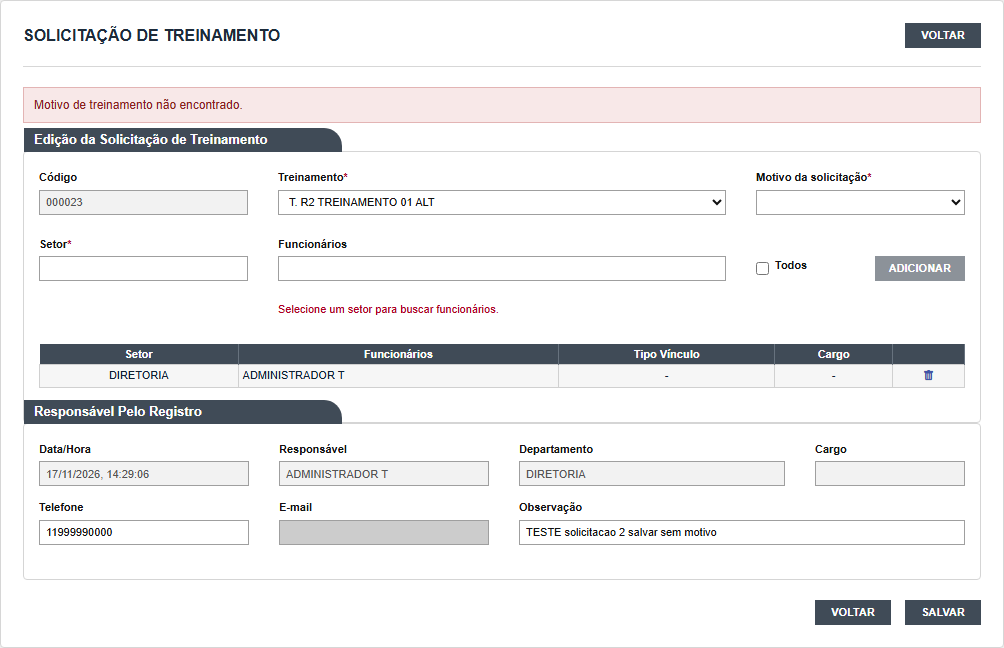 SOLICITAÇÃO DE TREINAMENTO
VOLTAR
Motivo de treinamento não encontrado.
Edição da Solicitação de Treinamento
Código
Treinamento*
Motivo da solicitação*
000023
T. R2 TREINAMENTO 01 ALT
Setor*
Funcionários
Todos
ADICIONAR
Selecione um setor para buscar funcionários.
Setor Funcionários Tipo Vínculo Cargo
DIRETORIA ADMINISTRADOR T - -
Responsável Pelo Registro
Data/Hora
Responsável
Departamento
Cargo
17/11/2026, 14:29:06
ADMINISTRADOR T
DIRETORIA
Telefone
E-mail
Observação
11999990000
TESTE solicitacao 2 salvar sem motivo
VOLTAR
SALVAR